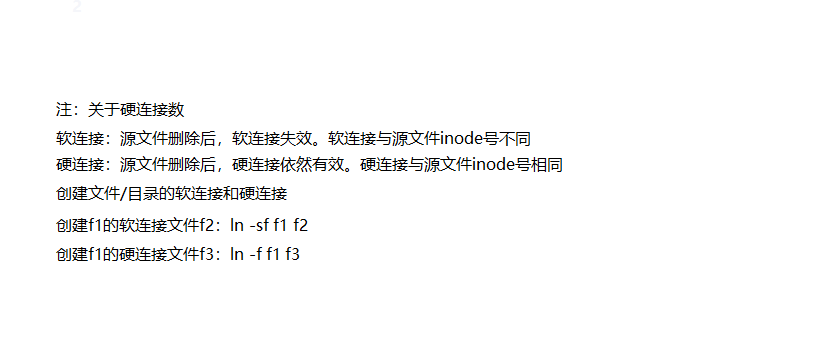 2
注：关于硬连接数
软连接：源文件删除后，软连接失效。软连接与源文件inode号不同
硬连接：源文件删除后，硬连接依然有效。硬连接与源文件inode号相同
创建文件/目录的软连接和硬连接
创建f1的软连接文件f2：ln -sf f1 f2
创建f1的硬连接文件f3：ln -f f1 f3